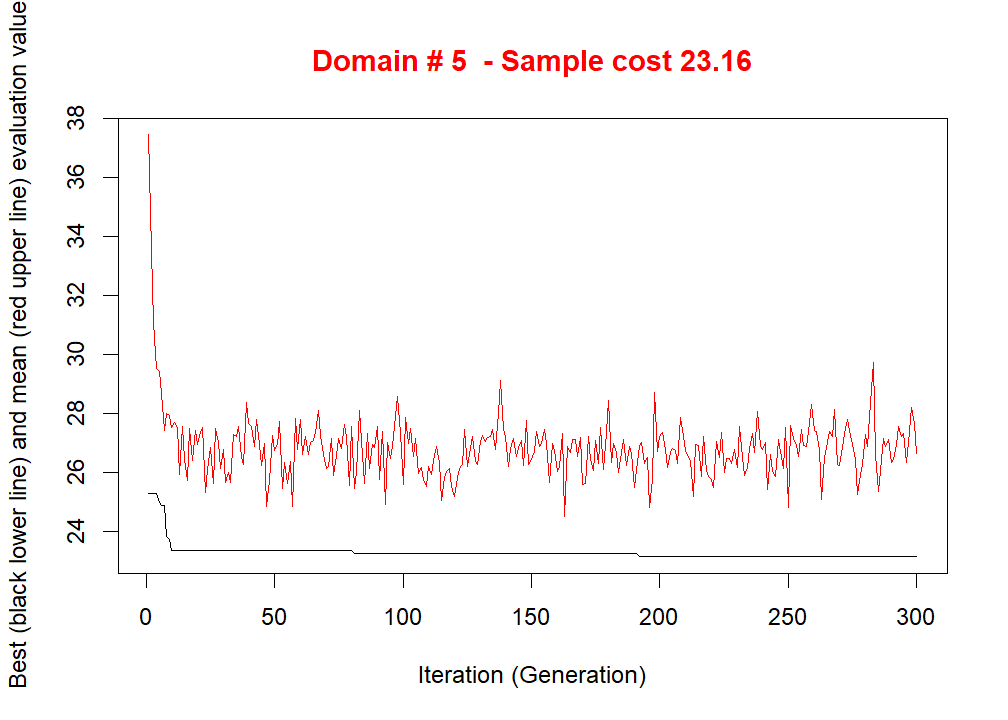 Domain # 5  - Sample cost 23.16
Best (black lower line) and mean (red upper line) evaluation value
38
36
34
32
30
28
26
24
0 50 100 150 200 250 300
Iteration (Generation)